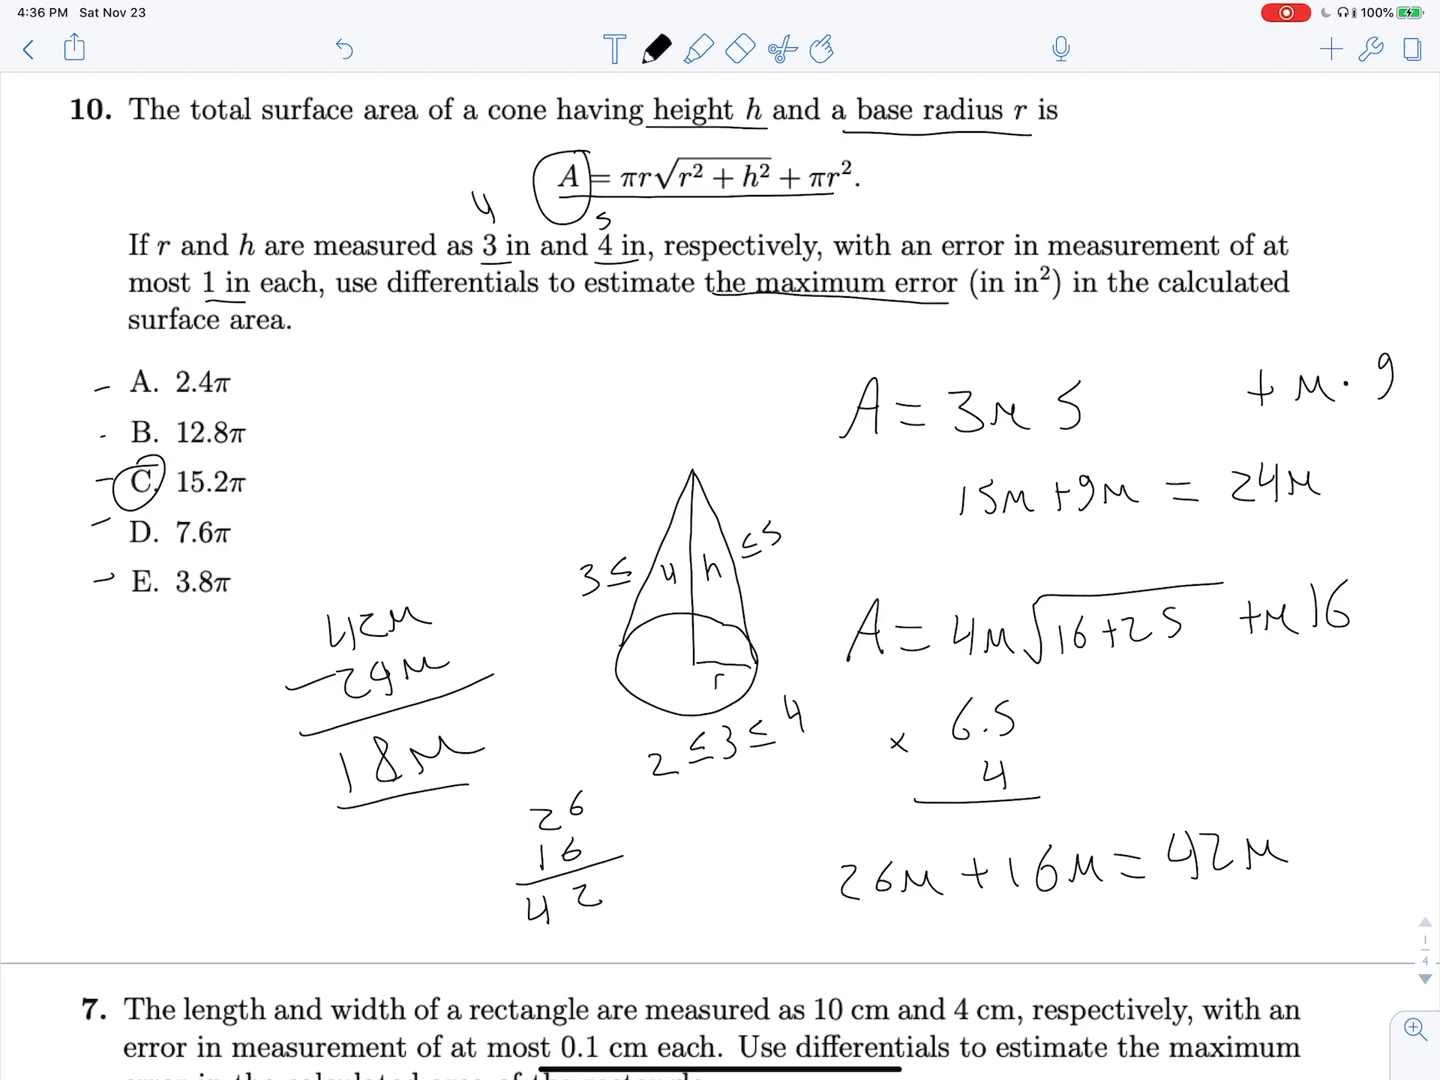 4:36 PM Sat Nov 23
100%
T
10. The total surface area of a cone having height h and a base radius r is
A = πr√(r² + h²) + πr².
4
5
If r and h are measured as 3 in and 4 in, respectively, with an error in measurement of at
most 1 in each, use differentials to estimate the maximum error (in in²) in the calculated
surface area.
A. 2.4π
B. 12.8π
C. 15.2π
D. 7.6π
E. 3.8π
A = 3π 5 + π · 9
15π + 9π = 24π
3 ≤ 4 h ≤ 5
r
2 ≤ 3 ≤ 4
A = 4π√(16+25) + π16
6.5
× 4
26π + 16π = 42π
42π
- 24π
18π
26
16
42
1
4
7. The length and width of a rectangle are measured as 10 cm and 4 cm, respectively, with an
error in measurement of at most 0.1 cm each. Use differentials to estimate the maximum